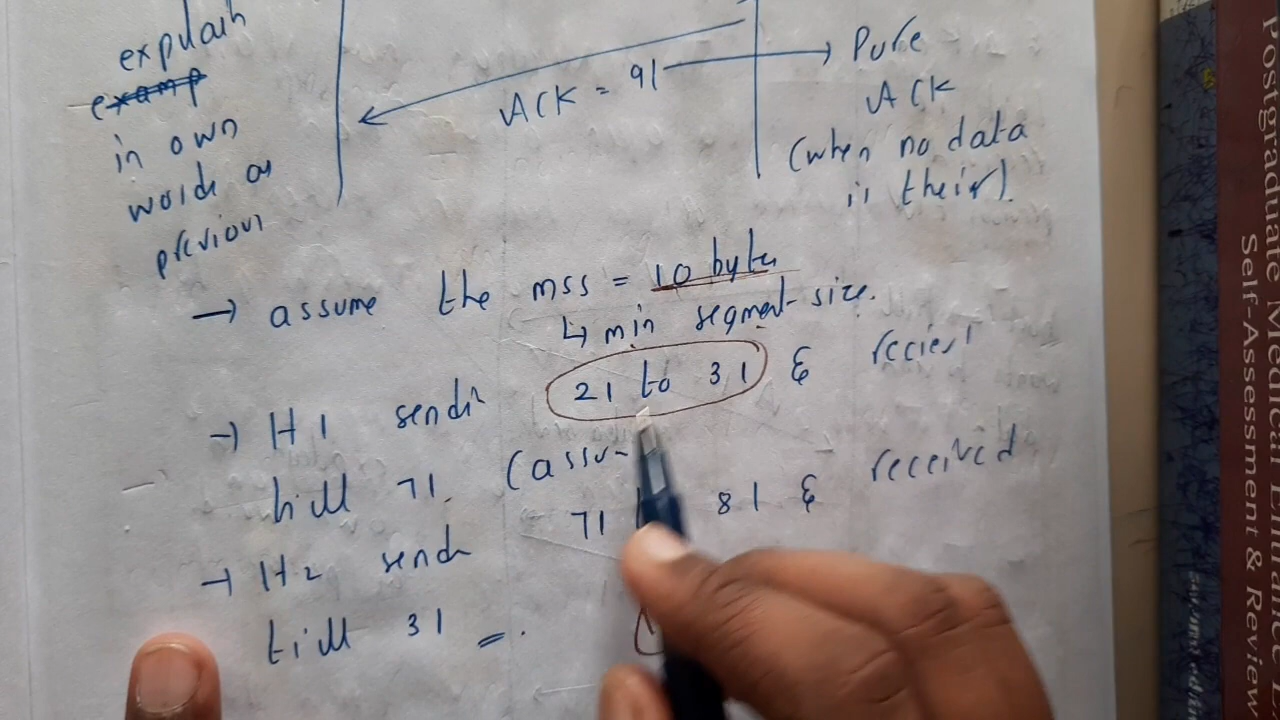 explain
examp
in own
words as
previous
ACK = 91
Pure
ACK
(when no data
is their).
→ assume the mss = 10 bytes
↳ min segment size.
→ H1 sends 21 to 31 & 
till 71. (assu
→ H2 send 71 81 & received
till 31 =.
Postgraduate Medical
Self-Assessment & Review